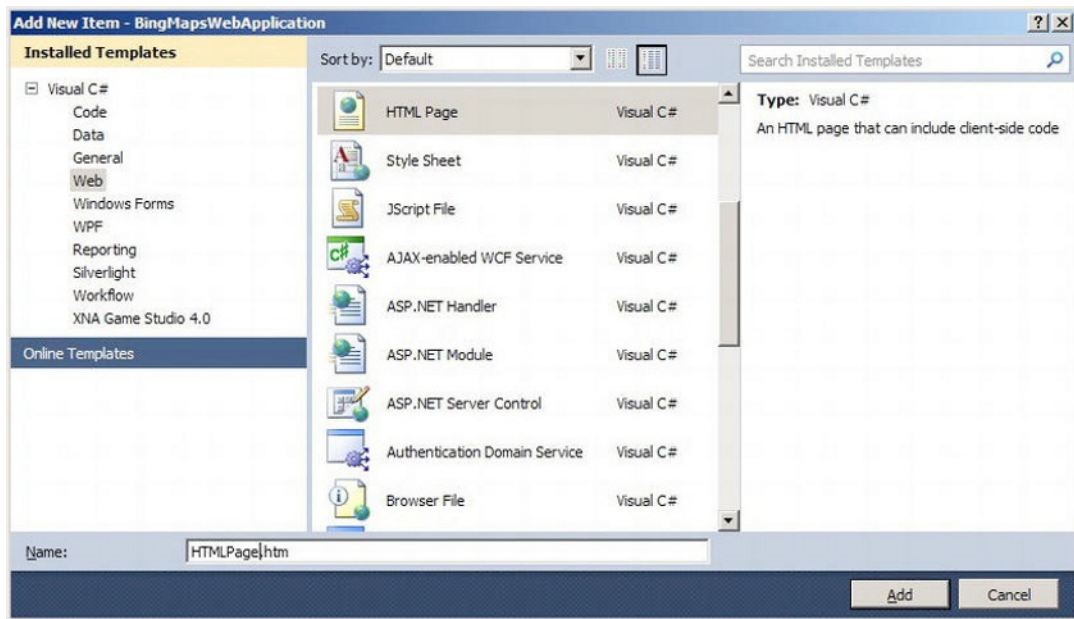 Add New Item - BingMapsWebApplication
Installed Templates
Visual C#
Code
Data
General
Web
Windows Forms
WPF
Reporting
Silverlight
Workflow
XNA Game Studio 4.0
Online Templates
Sort by: Default
HTML Page Visual C#
Style Sheet Visual C#
JScript File Visual C#
AJAX-enabled WCF Service Visual C#
ASP.NET Handler Visual C#
ASP.NET Module Visual C#
ASP.NET Server Control Visual C#
Authentication Domain Service Visual C#
Browser File Visual C#
Search Installed Templates
Type: Visual C#
An HTML page that can include client-side code
Name: HTMLPage.htm
Add Cancel